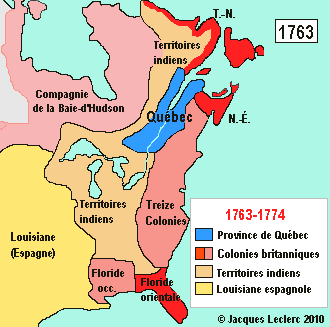 1763
T.-N.
Territoires
indiens
Compagnie
de la Baie-d'Hudson
Québec
N.-É.
Territoires
indiens
Treize
Colonies
Louisiane
(Espagne)
Floride
occ.
Floride
orientale
1763-1774
Province de Québec
Colonies britanniques
Territoires indiens
Louisiane espagnole
© Jacques Leclerc 2010